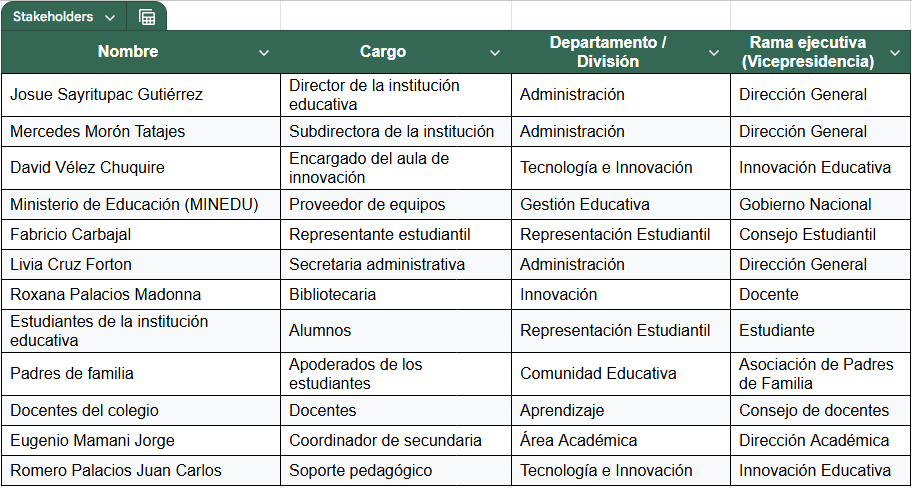 Stakeholders
Nombre Cargo Departamento / División Rama ejecutiva (Vicepresidencia)
Josue Sayritupac Gutiérrez Director de la institución educativa Administración Dirección General
Mercedes Morón Tatajes Subdirectora de la institución Administración Dirección General
David Vélez Chuquire Encargado del aula de innovación Tecnología e Innovación Innovación Educativa
Ministerio de Educación (MINEDU) Proveedor de equipos Gestión Educativa Gobierno Nacional
Fabricio Carbajal Representante estudiantil Representación Estudiantil Consejo Estudiantil
Livia Cruz Forton Secretaria administrativa Administración Dirección General
Roxana Palacios Madonna Bibliotecaria Innovación Docente
Estudiantes de la institución educativa Alumnos Representación Estudiantil Estudiante
Padres de familia Apoderados de los estudiantes Comunidad Educativa Asociación de Padres de Familia
Docentes del colegio Docentes Aprendizaje Consejo de docentes
Eugenio Mamani Jorge Coordinador de secundaria Área Académica Dirección Académica
Romero Palacios Juan Carlos Soporte pedagógico Tecnología e Innovación Innovación Educativa